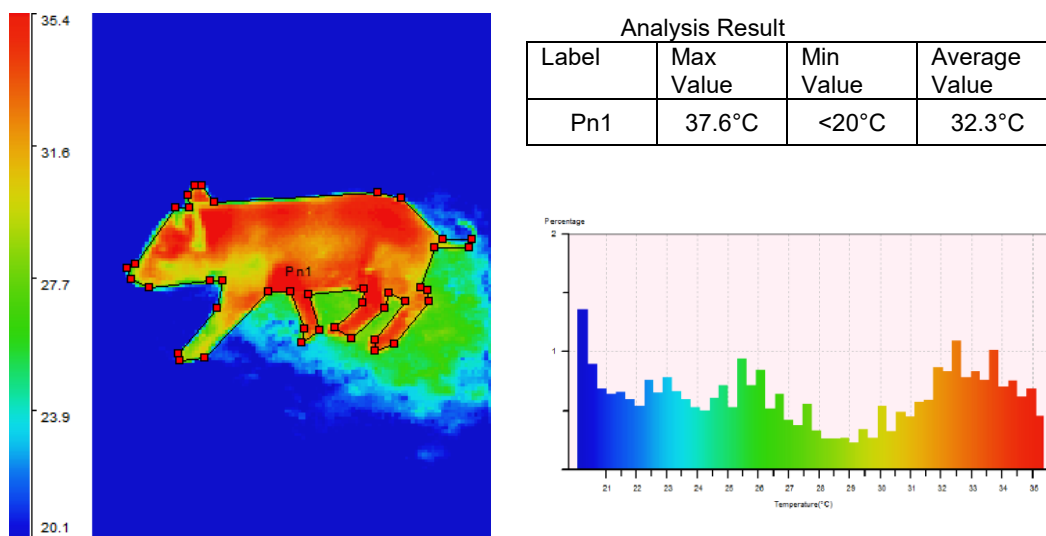 35.4
31.6
27.7
23.9
20.1
Pn1
Analysis Result
Label Max Value Min Value Average Value
Pn1 37.6°C <20°C 32.3°C
Percentage
2
1
21 22 23 24 25 26 27 28 29 30 31 32 33 34 35
Temperature(°C)